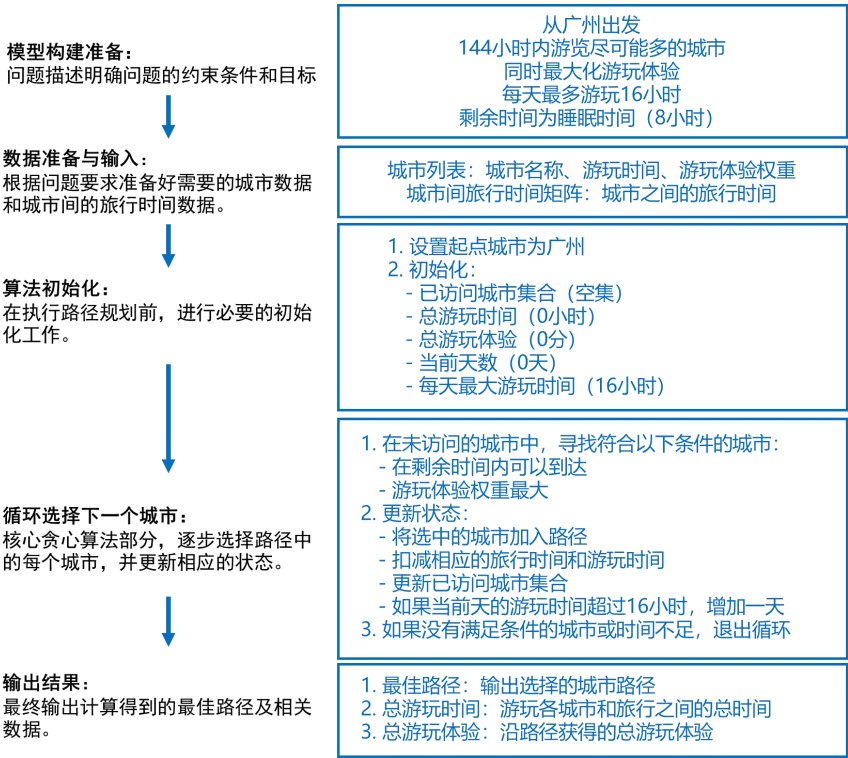 模型构建准备：
问题描述明确问题的约束条件和目标
从广州出发
144小时内游览尽可能多的城市
同时最大化游玩体验
每天最多游玩16小时
剩余时间为睡眠时间（8小时）
数据准备与输入：
根据问题要求准备好需要的城市数据
和城市间的旅行时间数据。
城市列表：城市名称、游玩时间、游玩体验权重
城市间旅行时间矩阵：城市之间的旅行时间
算法初始化：
在执行路径规划前，进行必要的初始
化工作。
1. 设置起点城市为广州
2. 初始化：
- 已访问城市集合（空集）
- 总游玩时间（0小时）
- 总游玩体验（0分）
- 当前天数（0天）
- 每天最大游玩时间（16小时）
循环选择下一个城市：
核心贪心算法部分，逐步选择路径中
的每个城市，并更新相应的状态。
1. 在未访问的城市中，寻找符合以下条件的城市：
- 在剩余时间内可以到达
- 游玩体验权重最大
2. 更新状态：
- 将选中的城市加入路径
- 扣减相应的旅行时间和游玩时间
- 更新已访问城市集合
- 如果当前天的游玩时间超过16小时，增加一天
3. 如果没有满足条件的城市或时间不足，退出循环
输出结果：
最终输出计算得到的最佳路径及相关
数据。
1. 最佳路径：输出选择的城市路径
2. 总游玩时间：游玩各城市和旅行之间的总时间
3. 总游玩体验：沿路径获得的总游玩体验